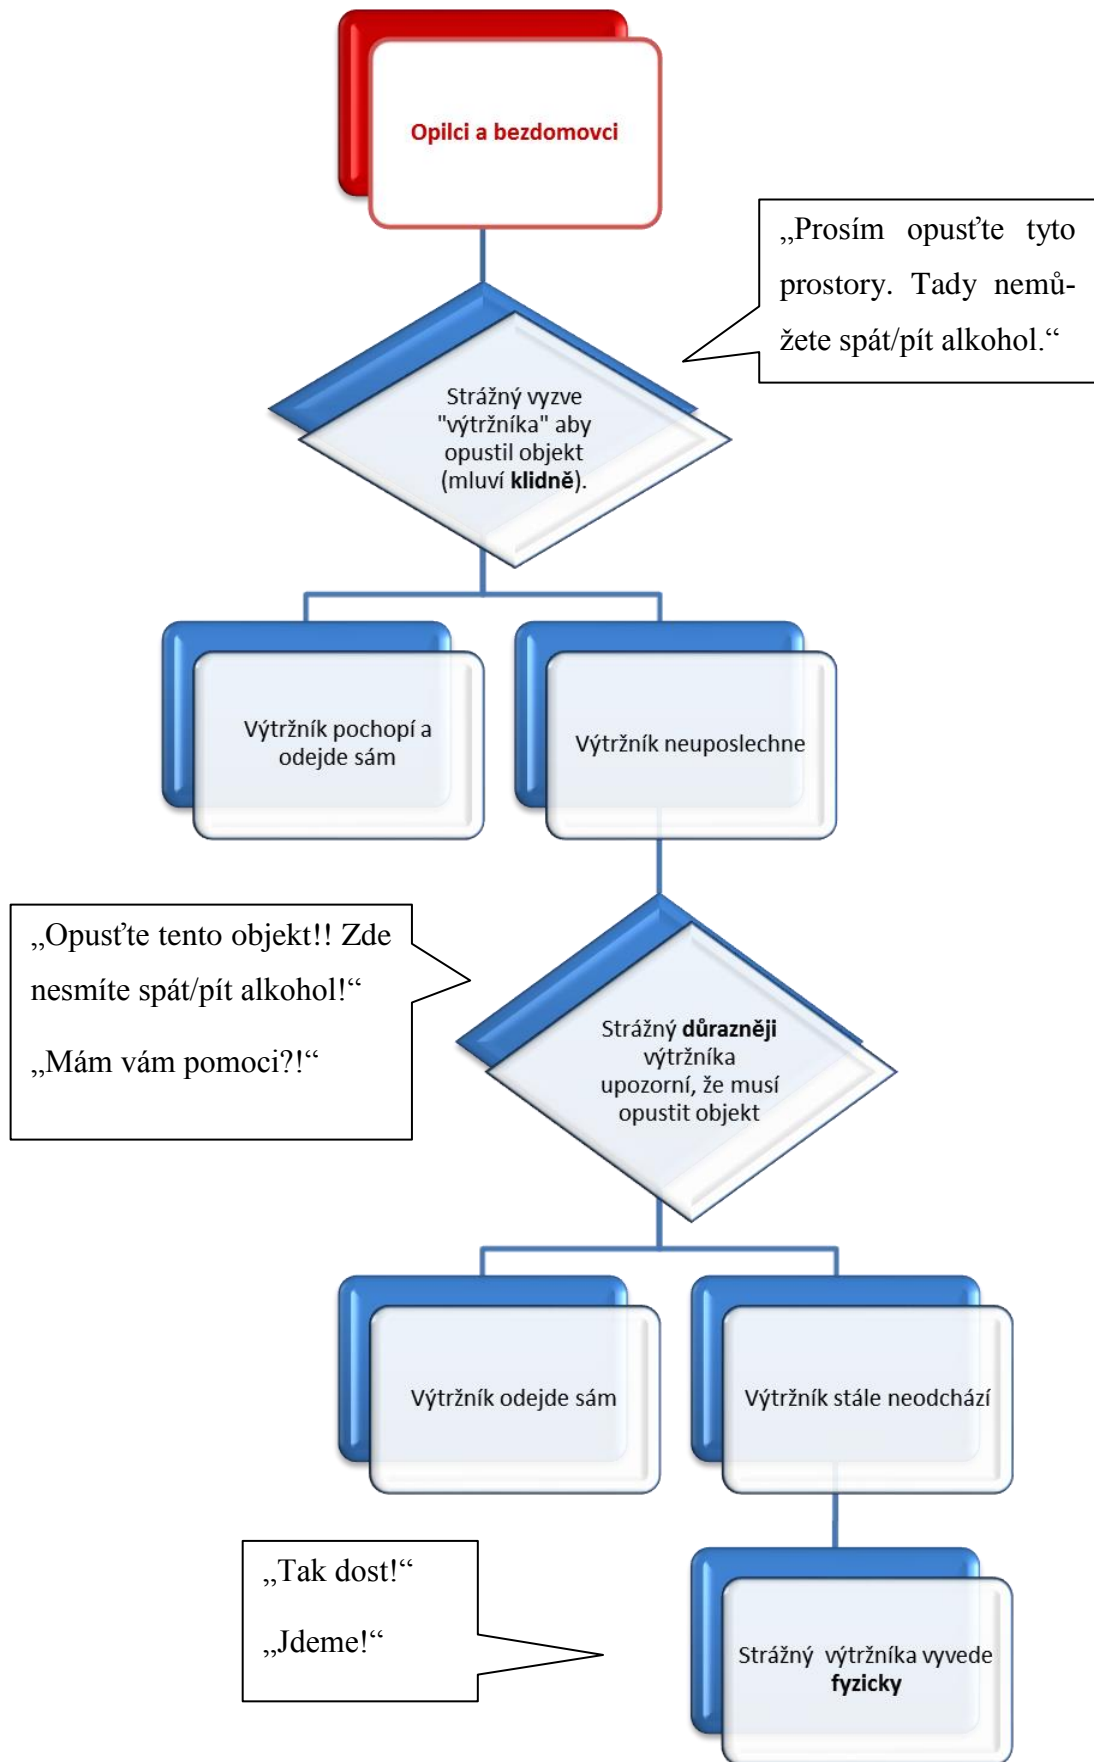 Opilci a bezdomovci
„Prosím opusťte tyto
prostory. Tady nemů-
žete spát/pít alkohol.“
Strážný vyzve
"výtržníka" aby
opustil objekt
(mluví klidně).
Výtržník pochopí a
odejde sám
Výtržník neuposlechne
„Opusťte tento objekt!! Zde
nesmíte spát/pít alkohol!“
„Mám vám pomoci?!“
Strážný důrazněji
výtržníka
upozorní, že musí
opustit objekt
Výtržník odejde sám
Výtržník stále neodchází
„Tak dost!“
„Jdeme!“
Strážný výtržníka vyvede
fyzicky